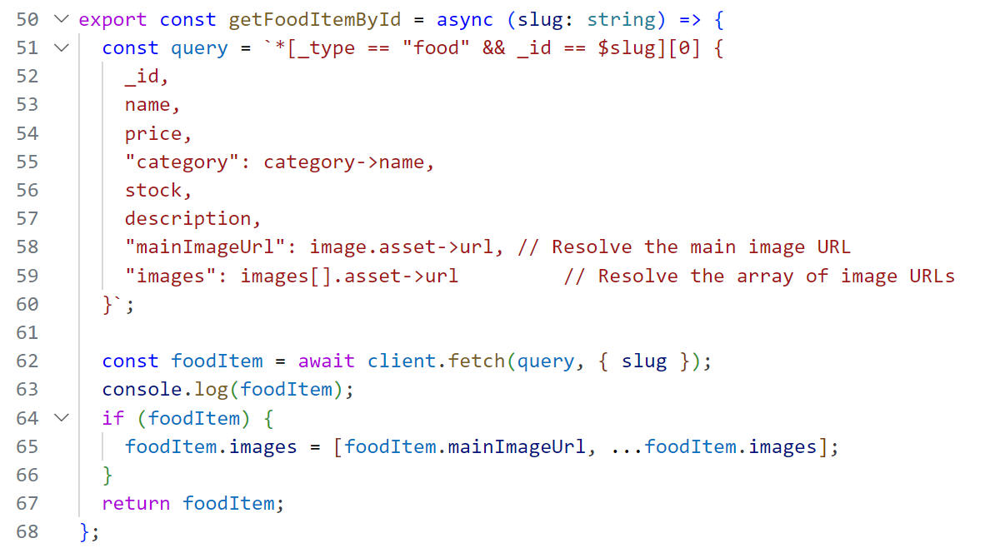 50 export const getFoodItemById = async (slug: string) => {
51 const query = `*[_type == "food" && _id == $slug][0] {
52 _id,
53 name,
54 price,
55 "category": category->name,
56 stock,
57 description,
58 "mainImageUrl": image.asset->url, // Resolve the main image URL
59 "images": images[].asset->url // Resolve the array of image URLs
60 }`;
61
62 const foodItem = await client.fetch(query, { slug });
63 console.log(foodItem);
64 if (foodItem) {
65 foodItem.images = [foodItem.mainImageUrl, ...foodItem.images];
66 }
67 return foodItem;
68 };